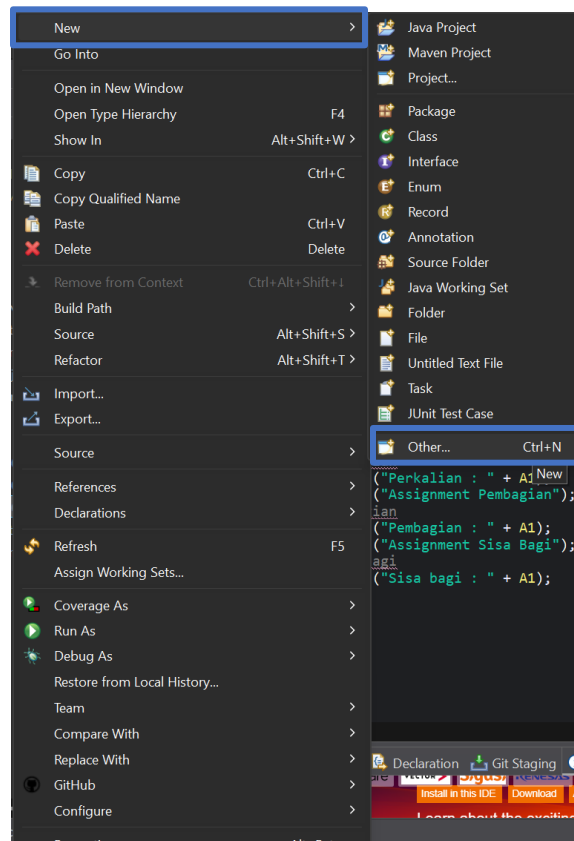 New
Go Into
Open in New Window
Open Type Hierarchy F4
Show In Alt+Shift+W >
Copy Ctrl+C
Copy Qualified Name
Paste Ctrl+V
Delete Delete
Remove from Context Ctrl+Alt+Shift+↓
Build Path
Source Alt+Shift+S >
Refactor Alt+Shift+T >
Import...
Export...
Source
References
Declarations
Refresh F5
Assign Working Sets...
Coverage As
Run As
Debug As
Restore from Local History...
Team
Compare With
Replace With
GitHub
Configure
Java Project
Maven Project
Project...
Package
Class
Interface
Enum
Record
Annotation
Source Folder
Java Working Set
Folder
File
Untitled Text File
Task
JUnit Test Case
Other... Ctrl+N
New
("Perkalian : " + A1);
("Assignment Pembagian");
ian
("Pembagian : " + A1);
("Assignment Sisa Bagi");
agi
("Sisa bagi : " + A1);
Declaration Git Staging
Install in this IDE Download
Learn about the exciting